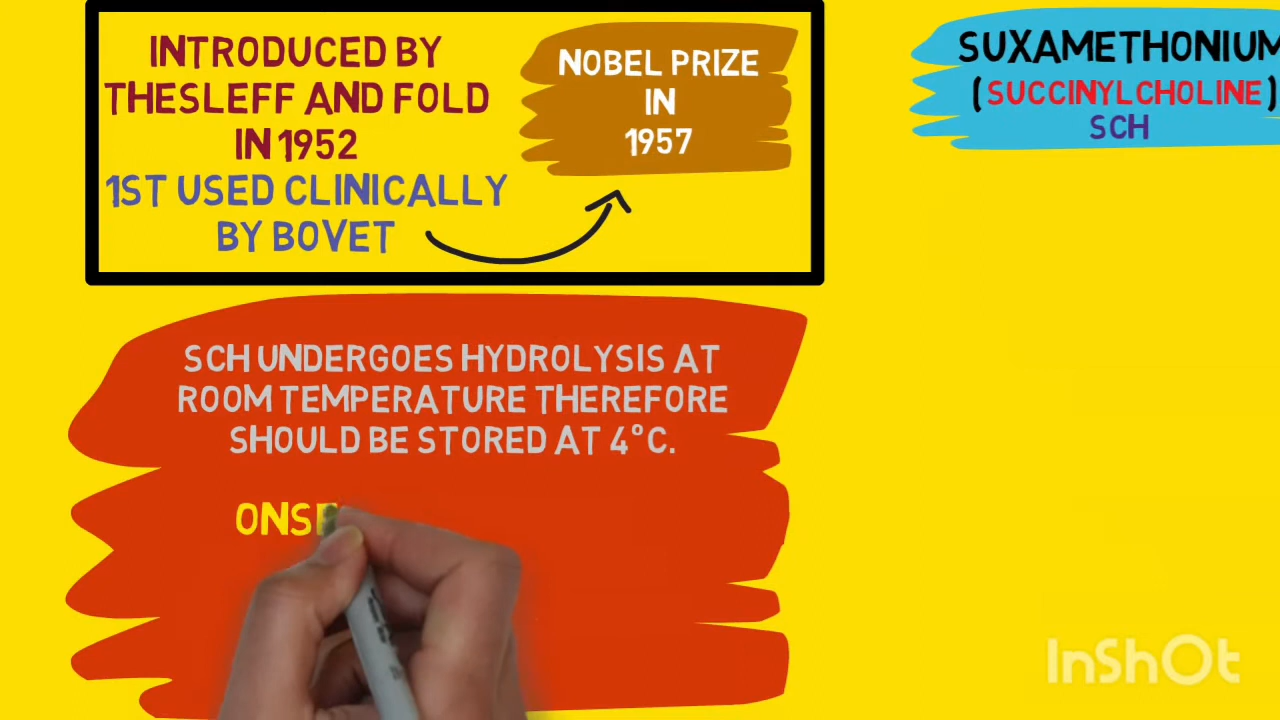 INTRODUCED BY
THESLEFF AND FOLD
IN 1952
1ST USED CLINICALLY
BY BOVET
NOBEL PRIZE
IN
1957
SUXAMETHONIUM
(SUCCINYLCHOLINE)
SCH
SCH UNDERGOES HYDROLYSIS AT
ROOM TEMPERATURE THEREFORE
SHOULD BE STORED AT 4°C.
ONSE
InShOt